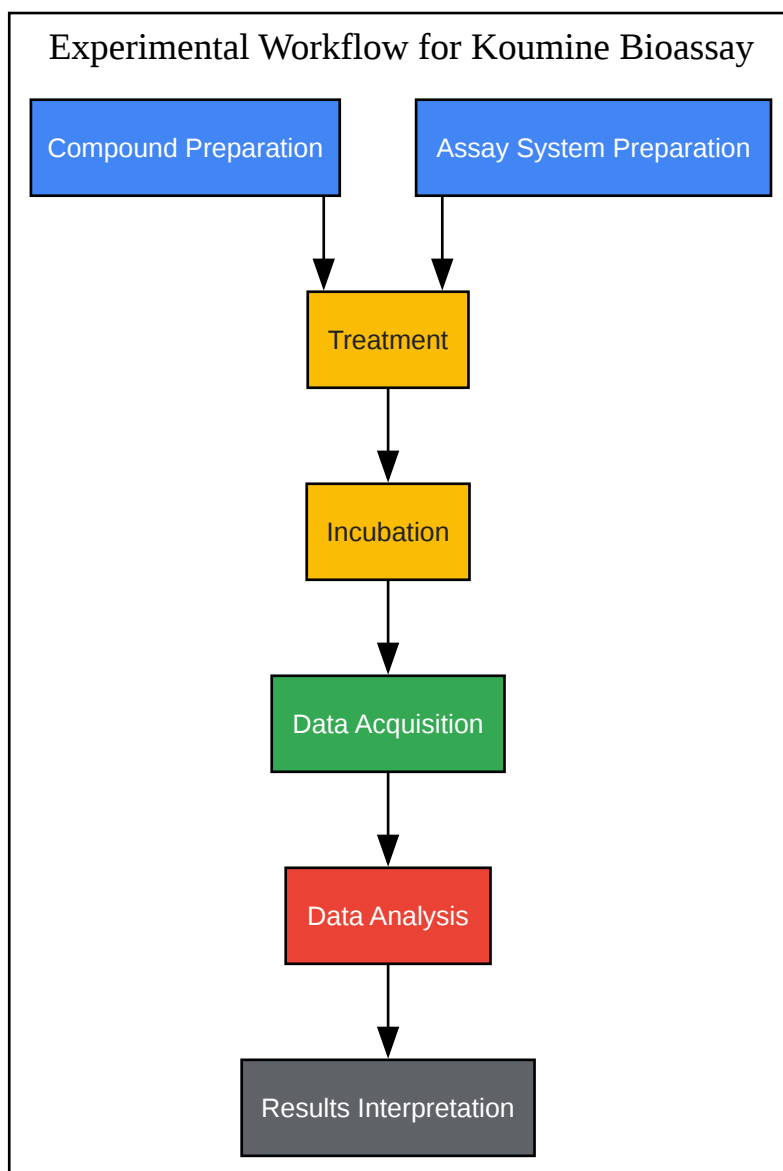 Experimental Workflow for Koumine Bioassay
Compound Preparation
Assay System Preparation
Treatment
Incubation
Data Acquisition
Data Analysis
Results Interpretation